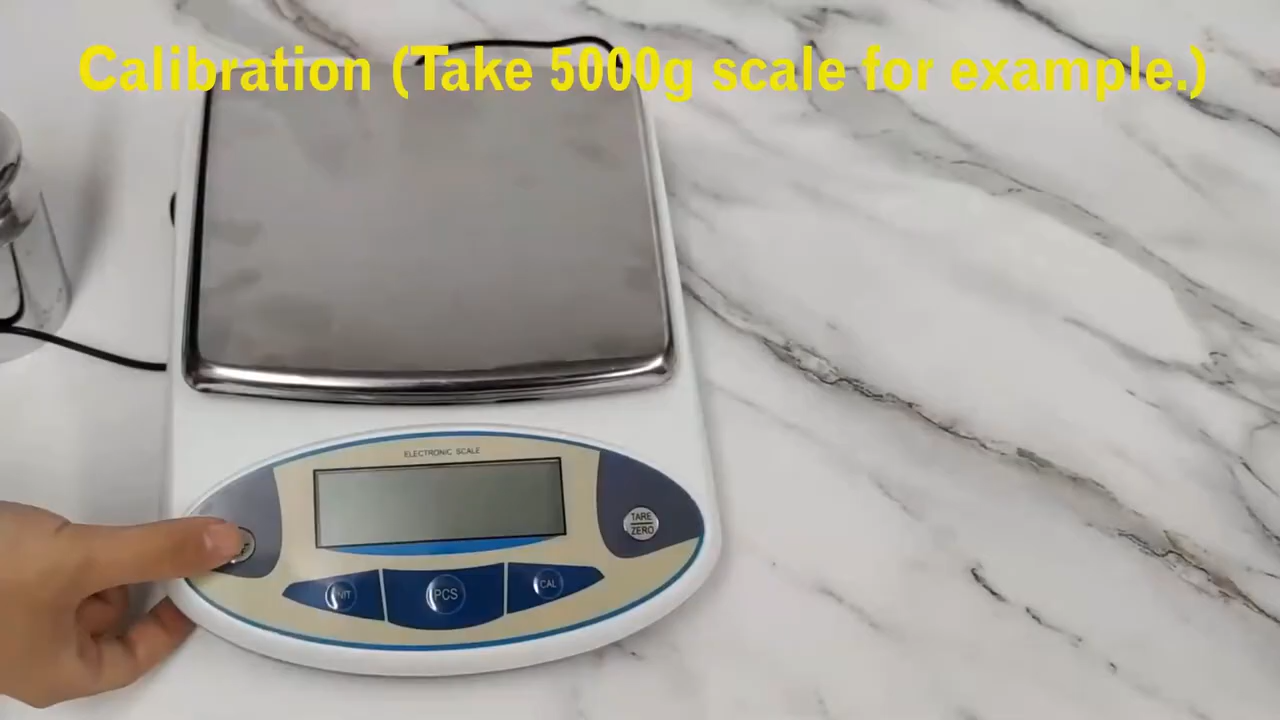 Calibration (Take 5000g scale for example.)
ELECTRONIC SCALE
TARE
ZERO
PCS
CAL